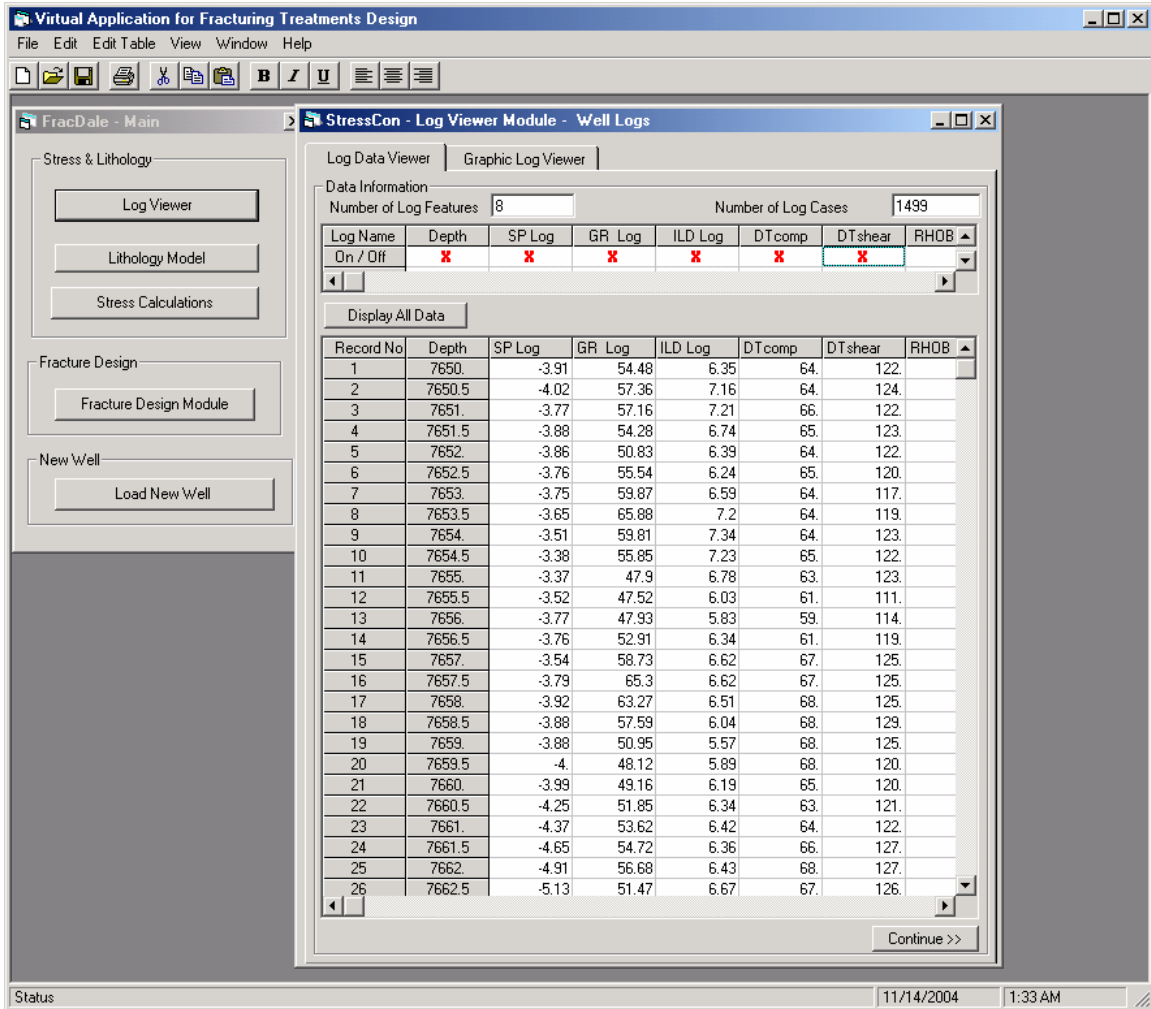 Virtual Application for Fracturing Treatments Design
File Edit Edit Table View Window Help
B I U
FracDale - Main
Stress & Lithology
Log Viewer
Lithology Model
Stress Calculations
Fracture Design
Fracture Design Module
New Well
Load New Well
StressCon - Log Viewer Module - Well Logs
Log Data Viewer Graphic Log Viewer
Data Information
Number of Log Features 8 Number of Log Cases 1499
Log Name Depth SP Log GR Log ILD Log DTcomp DTshear RHOB
On / Off X X X X X X
Display All Data
Record No Depth SP Log GR Log ILD Log DTcomp DTshear RHOB
1 7650. -3.91 54.48 6.35 64. 122.
2 7650.5 -4.02 57.36 7.16 64. 124.
3 7651. -3.77 57.16 7.21 66. 122.
4 7651.5 -3.88 54.28 6.74 65. 123.
5 7652. -3.86 50.83 6.39 64. 122.
6 7652.5 -3.76 55.54 6.24 65. 120.
7 7653. -3.75 59.87 6.59 64. 117.
8 7653.5 -3.65 65.88 7.2 64. 119.
9 7654. -3.51 59.81 7.34 64. 123.
10 7654.5 -3.38 55.85 7.23 65. 122.
11 7655. -3.37 47.9 6.78 63. 123.
12 7655.5 -3.52 47.52 6.03 61. 111.
13 7656. -3.77 47.93 5.83 59. 114.
14 7656.5 -3.76 52.91 6.34 61. 119.
15 7657. -3.54 58.73 6.62 67. 125.
16 7657.5 -3.79 65.3 6.62 67. 125.
17 7658. -3.92 63.27 6.51 68. 125.
18 7658.5 -3.88 57.59 6.04 68. 129.
19 7659. -3.88 50.95 5.57 68. 125.
20 7659.5 -4. 48.12 5.89 68. 120.
21 7660. -3.99 49.16 6.19 65. 120.
22 7660.5 -4.25 51.85 6.34 63. 121.
23 7661. -4.37 53.62 6.42 64. 122.
24 7661.5 -4.65 54.72 6.36 66. 127.
25 7662. -4.91 56.68 6.43 68. 127.
26 7662.5 -5.13 51.47 6.67 67. 126.
Continue >>
Status 11/14/2004 1:33 AM